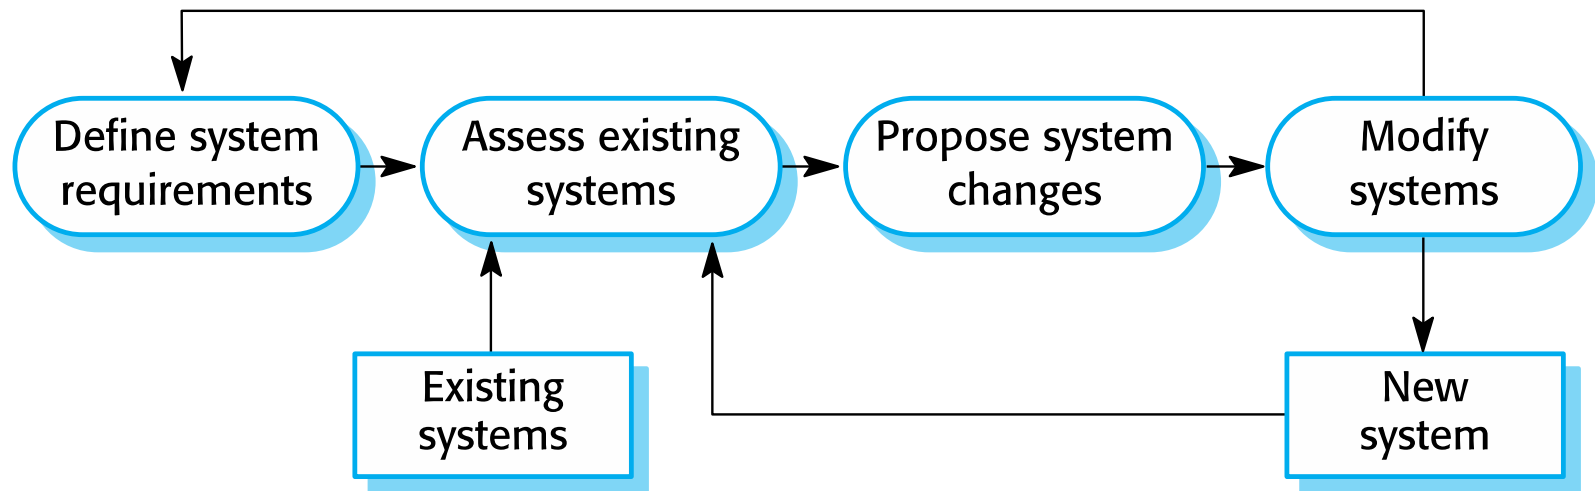 Define system
requirements
Assess existing
systems
Propose system
changes
Modify
systems
Existing
systems
New
system